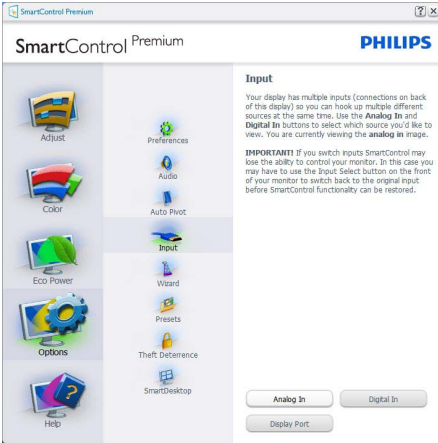 SmartControl Premium
SmartControl Premium
PHILIPS
Adjust
Color
Eco Power
Options
Help
Preferences
Audio
Auto Pivot
Input
Wizard
Presets
Theft Deterrence
SmartDesktop
Input
Your display has multiple inputs (connections on back
of this display) so you can hook up multiple different
sources at the same time. Use the Analog In and
Digital In buttons to select which source you'd like to
view. You are currently viewing the analog in image.
IMPORTANT! If you switch inputs SmartControl may
lose the ability to control your monitor. In this case you
may have to use the Input Select button on the front
of your monitor to switch back to the original input
before SmartControl functionality can be restored.
Analog In
Digital In
Display Port